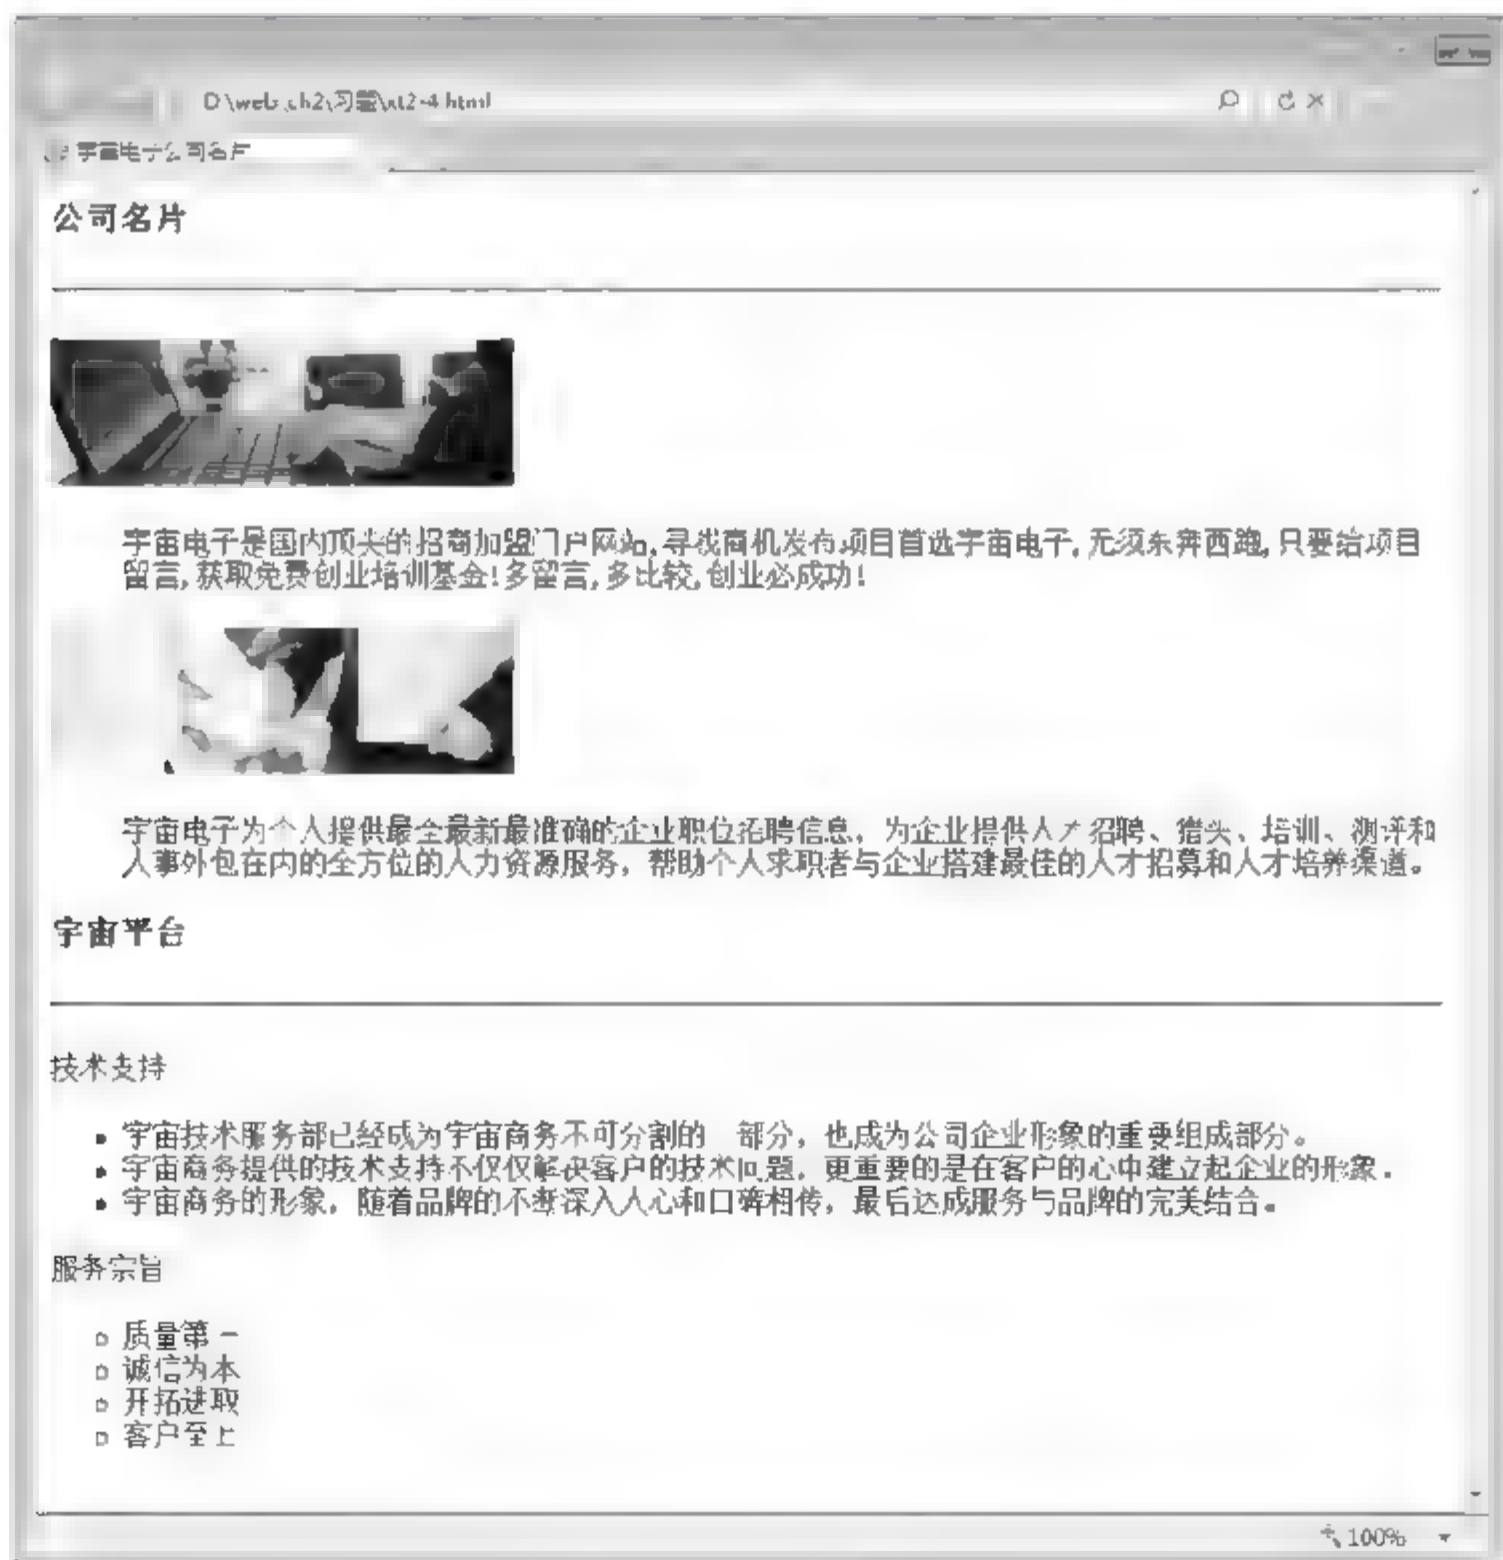 D:\web\ch2\习题\xt2-4.html
宇宙电子公司名片
公司名片
宇宙电子是国内顶尖的招商加盟门户网站,寻找商机发布项目首选宇宙电子,无须东奔西跑,只要给项目
留言,获取免费创业培训基金!多留言,多比较,创业必成功!
宇宙电子为个人提供最全最新最准确的企业职位招聘信息，为企业提供人才招聘、猎头、培训、测评和
人事外包在内的全方位的人力资源服务，帮助个人求职者与企业搭建最佳的人才招募和人才培养渠道。
宇宙平台
技术支持
宇宙技术服务部已经成为宇宙商务不可分割的 部分，也成为公司企业形象的重要组成部分。
宇宙商务提供的技术支持不仅仅解决客户的技术问题，更重要的是在客户的心中建立起企业的形象.
宇宙商务的形象，随着品牌的不断深入人心和口碑相传，最后达成服务与品牌的完美结合。
服务宗旨
质量第一
诚信为本
开拓进取
客户至上
100%